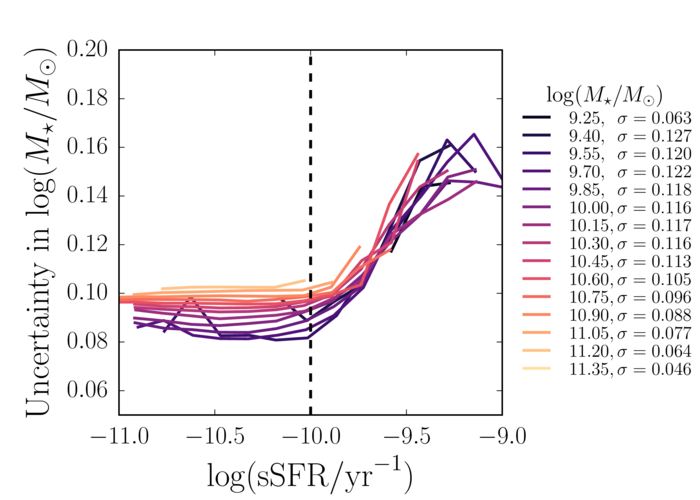 Uncertainty in log(M⋆/M⊙)
0.20
0.18
0.16
0.14
0.12
0.10
0.08
0.06
−11.0 −10.5 −10.0 −9.5 −9.0
log(sSFR/yr⁻¹)
log(M⋆/M⊙)
9.25, σ = 0.063
9.40, σ = 0.127
9.55, σ = 0.120
9.70, σ = 0.122
9.85, σ = 0.118
10.00, σ = 0.116
10.15, σ = 0.117
10.30, σ = 0.116
10.45, σ = 0.113
10.60, σ = 0.105
10.75, σ = 0.096
10.90, σ = 0.088
11.05, σ = 0.077
11.20, σ = 0.064
11.35, σ = 0.046